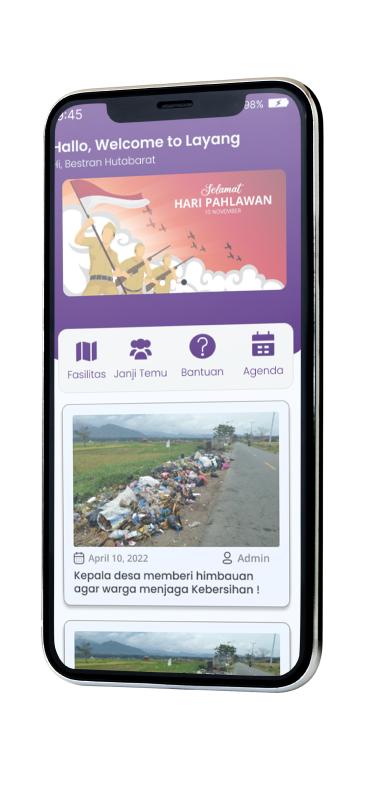 9:45
98%
Hallo, Welcome to Layang
Hi, Bestran Hutabarat
Selamat
HARI PAHLAWAN
10 NOVEMBER
Fasilitas Janji Temu Bantuan Agenda
April 10, 2022 Admin
Kepala desa memberi himbauan
agar warga menjaga Kebersihan !